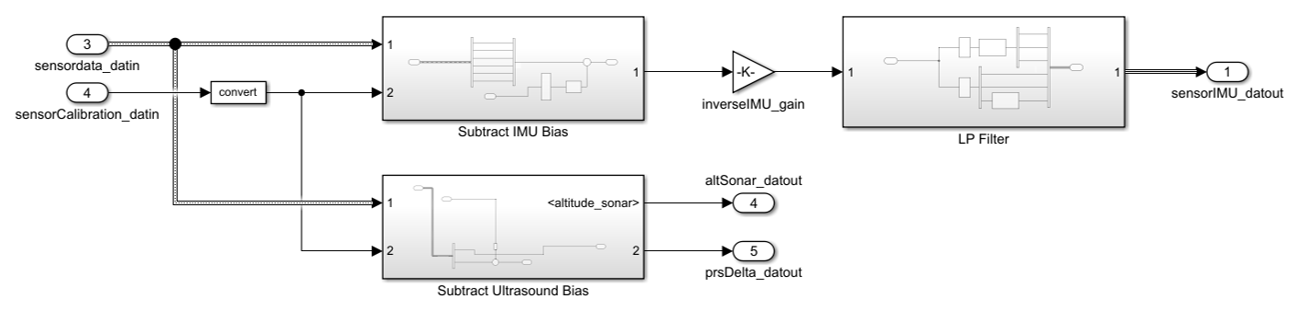 3
sensordata_datin
4
sensorCalibration_datin
convert
1
2
1
Subtract IMU Bias
-K-
inverseIMU_gain
1
1
LP Filter
1
sensorIMU_datout
1
2
<altitude_sonar>
2
Subtract Ultrasound Bias
altSonar_datout
4
5
prsDelta_datout